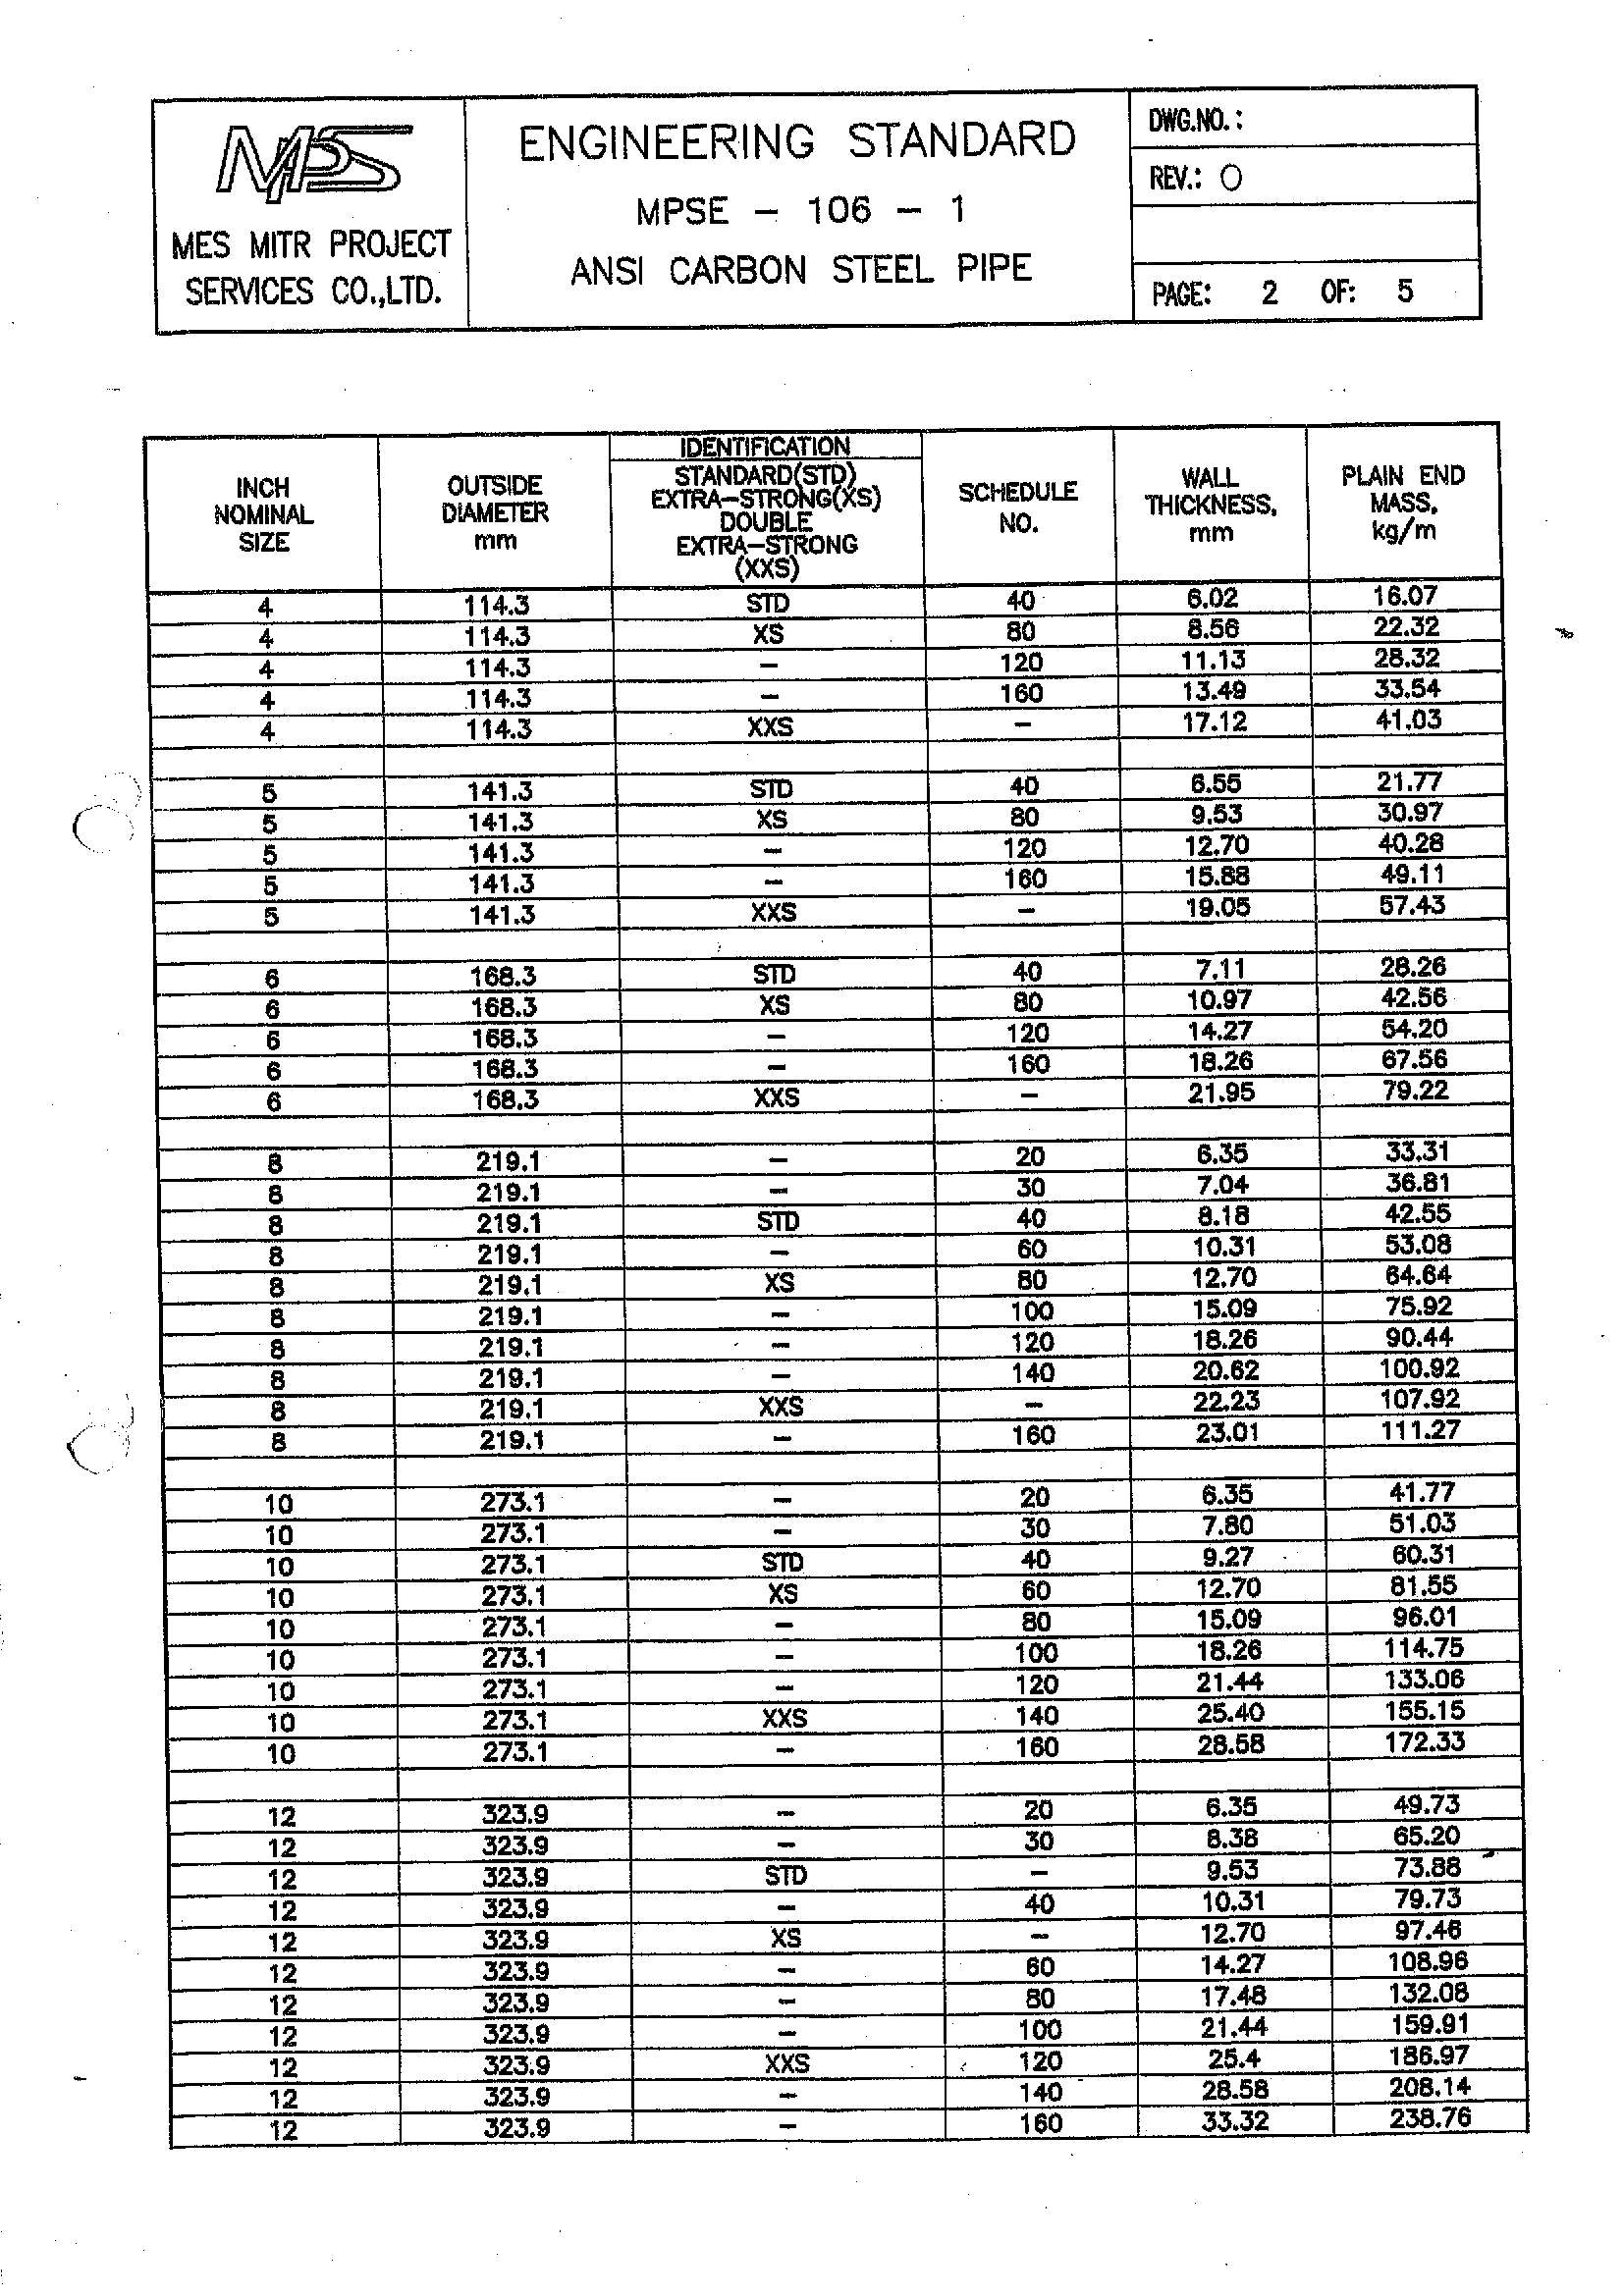 MPS
MES MITR PROJECT
SERVICES CO.,LTD.
ENGINEERING STANDARD
MPSE – 106 – 1
ANSI CARBON STEEL PIPE
DWG.NO. :
REV.: 0
PAGE: 2 OF: 5
INCH
NOMINAL
SIZE
OUTSIDE
DIAMETER
mm
IDENTIFICATION
STANDARD(STD)
EXTRA–STRONG(XS)
DOUBLE
EXTRA–STRONG
(XXS)
SCHEDULE
NO.
WALL
THICKNESS,
mm
PLAIN END
MASS,
kg/m
4 114.3 STD 40 6.02 16.07
4 114.3 XS 80 8.56 22.32
4 114.3 – 120 11.13 28.32
4 114.3 – 160 13.49 33.54
4 114.3 XXS – 17.12 41.03
5 141.3 STD 40 6.55 21.77
5 141.3 XS 80 9.53 30.97
5 141.3 – 120 12.70 40.28
5 141.3 – 160 15.88 49.11
5 141.3 XXS – 19.05 57.43
6 168.3 STD 40 7.11 28.26
6 168.3 XS 80 10.97 42.56
6 168.3 – 120 14.27 54.20
6 168.3 – 160 18.26 67.56
6 168.3 XXS – 21.95 79.22
8 219.1 – 20 6.35 33.31
8 219.1 – 30 7.04 36.81
8 219.1 STD 40 8.18 42.55
8 219.1 – 60 10.31 53.08
8 219.1 XS 80 12.70 64.64
8 219.1 – 100 15.09 75.92
8 219.1 – 120 18.26 90.44
8 219.1 – 140 20.62 100.92
8 219.1 XXS – 22.23 107.92
8 219.1 – 160 23.01 111.27
10 273.1 – 20 6.35 41.77
10 273.1 – 30 7.80 51.03
10 273.1 STD 40 9.27 60.31
10 273.1 XS 60 12.70 81.55
10 273.1 – 80 15.09 96.01
10 273.1 – 100 18.26 114.75
10 273.1 – 120 21.44 133.06
10 273.1 XXS 140 25.40 155.15
10 273.1 – 160 28.58 172.33
12 323.9 – 20 6.35 49.73
12 323.9 – 30 8.38 65.20
12 323.9 STD – 9.53 73.88
12 323.9 – 40 10.31 79.73
12 323.9 XS – 12.70 97.46
12 323.9 – 60 14.27 108.96
12 323.9 – 80 17.48 132.08
12 323.9 – 100 21.44 159.91
12 323.9 XXS 120 25.4 186.97
12 323.9 – 140 28.58 208.14
12 323.9 – 160 33.32 238.76